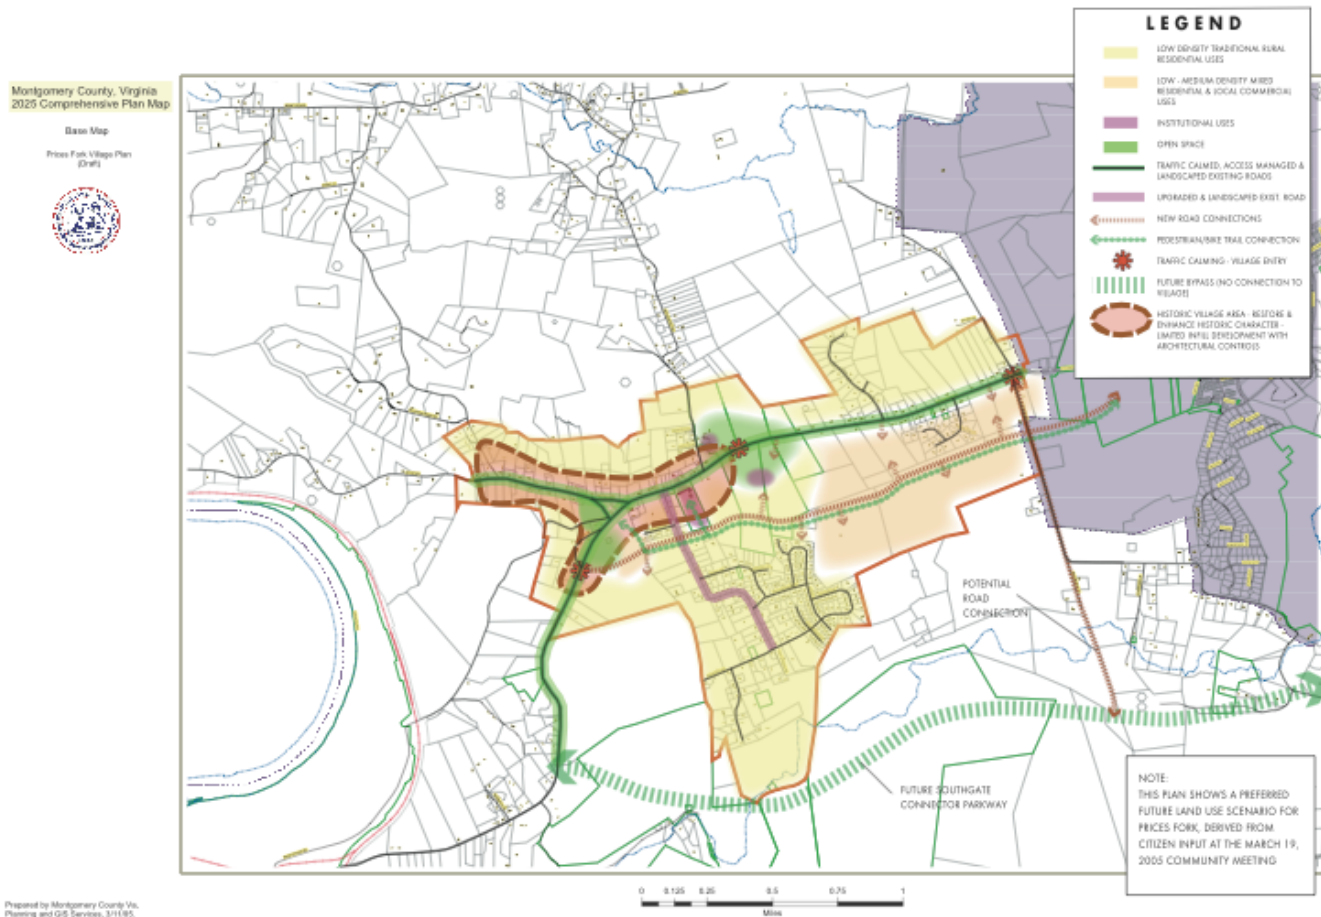 Montgomery County, Virginia
2025 Comprehensive Plan Map
Base Map
Prices Fork Village Plan
(Draft)
LEGEND
LOW DENSITY TRADITIONAL RURAL
RESIDENTIAL USES
LOW - MEDIUM DENSITY MIXED
RESIDENTIAL & LOCAL COMMERCIAL
USES
INSTITUTIONAL USES
OPEN SPACE
TRAFFIC CALMED, ACCESS MANAGED &
LANDSCAPED EXISTING ROADS
UPGRADED & LANDSCAPED EXIST. ROAD
NEW ROAD CONNECTIONS
PEDESTRIAN/BIKE TRAIL CONNECTION
TRAFFIC CALMING - VILLAGE ENTRY
FUTURE BYPASS (NO CONNECTION TO
VILLAGE)
HISTORIC VILLAGE AREA - RESTORE &
ENHANCE HISTORIC CHARACTER -
LIMITED INFILL DEVELOPMENT WITH
ARCHITECTURAL CONTROLS
POTENTIAL
ROAD
CONNECTION
FUTURE SOUTHGATE
CONNECTOR PARKWAY
NOTE:
THIS PLAN SHOWS A PREFERRED
FUTURE LAND USE SCENARIO FOR
PRICES FORK, DERIVED FROM
CITIZEN INPUT AT THE MARCH 19,
2005 COMMUNITY MEETING
0 0.125 0.25 0.5 0.75 1
Miles
Prepared by Montgomery County Va.
Planning and GIS Services, 3/11/05.